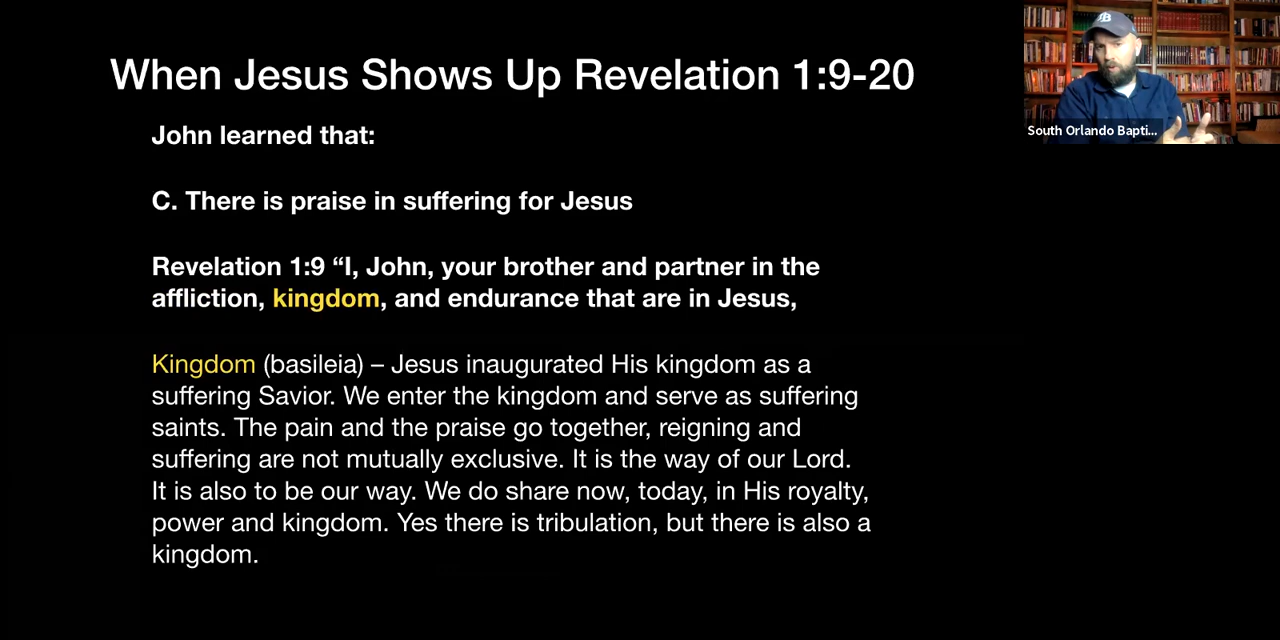 When Jesus Shows Up Revelation 1:9-20
John learned that:
C. There is praise in suffering for Jesus
Revelation 1:9 “I, John, your brother and partner in the
affliction, kingdom, and endurance that are in Jesus,
Kingdom (basileia) – Jesus inaugurated His kingdom as a
suffering Savior. We enter the kingdom and serve as suffering
saints. The pain and the praise go together, reigning and
suffering are not mutually exclusive. It is the way of our Lord.
It is also to be our way. We do share now, today, in His royalty,
power and kingdom. Yes there is tribulation, but there is also a
kingdom.
South Orlando Bapti...